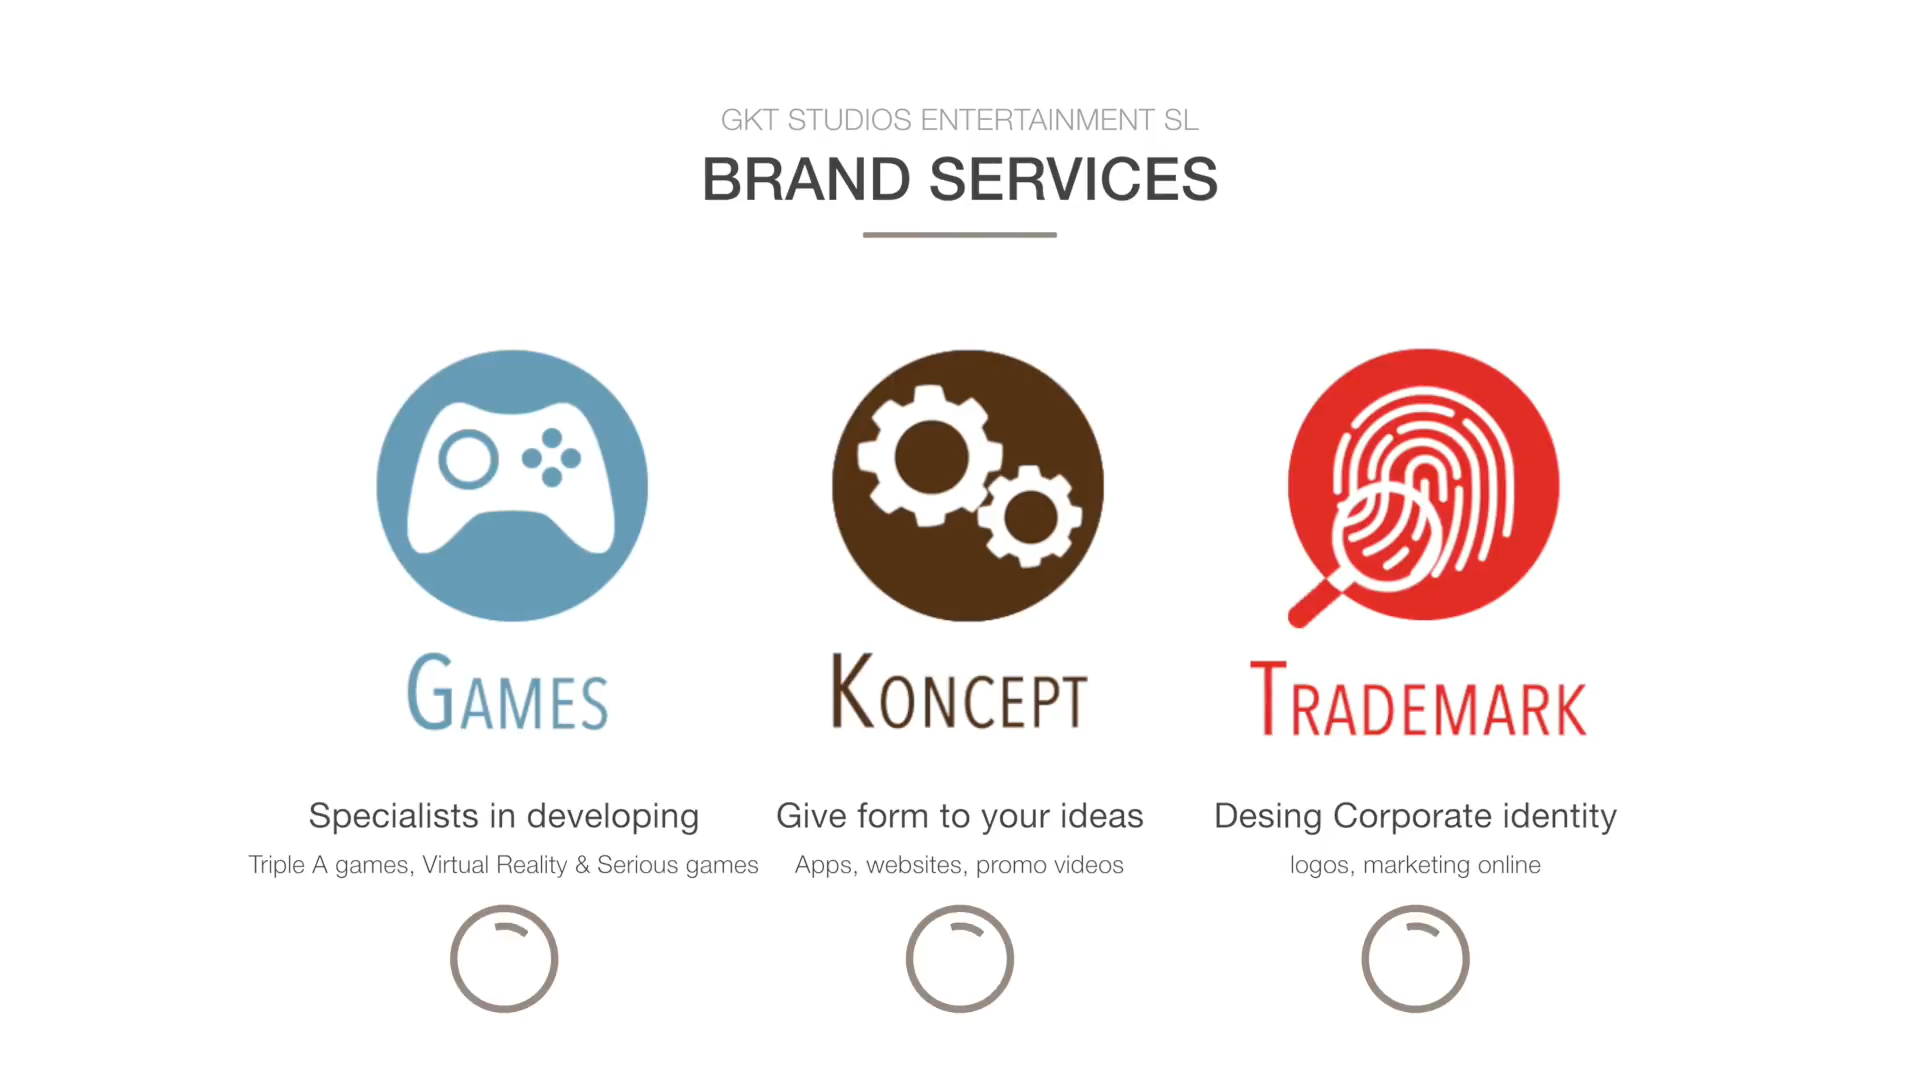 GKT STUDIOS ENTERTAINMENT SL
BRAND SERVICES
GAMES
KONCEPT
TRADEMARK
Specialists in developing
Triple A games, Virtual Reality & Serious games
Give form to your ideas
Apps, websites, promo videos
Desing Corporate identity
logos, marketing online